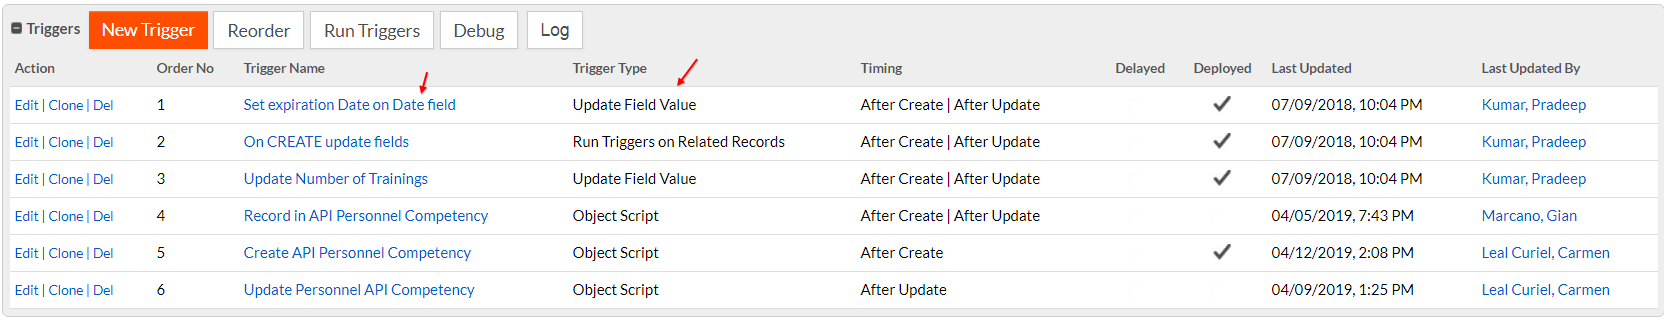 Triggers New Trigger Reorder Run Triggers Debug Log
Action Order No Trigger Name Trigger Type Timing Delayed Deployed Last Updated Last Updated By
Edit | Clone | Del 1 Set expiration Date on Date field Update Field Value After Create | After Update 07/09/2018, 10:04 PM Kumar, Pradeep
Edit | Clone | Del 2 On CREATE update fields Run Triggers on Related Records After Create | After Update 07/09/2018, 10:04 PM Kumar, Pradeep
Edit | Clone | Del 3 Update Number of Trainings Update Field Value After Create | After Update 07/09/2018, 10:04 PM Kumar, Pradeep
Edit | Clone | Del 4 Record in API Personnel Competency Object Script After Create | After Update 04/05/2019, 7:43 PM Marcano, Gian
Edit | Clone | Del 5 Create API Personnel Competency Object Script After Create 04/12/2019, 2:08 PM Leal Curiel, Carmen
Edit | Clone | Del 6 Update Personnel API Competency Object Script After Update 04/09/2019, 1:25 PM Leal Curiel, Carmen